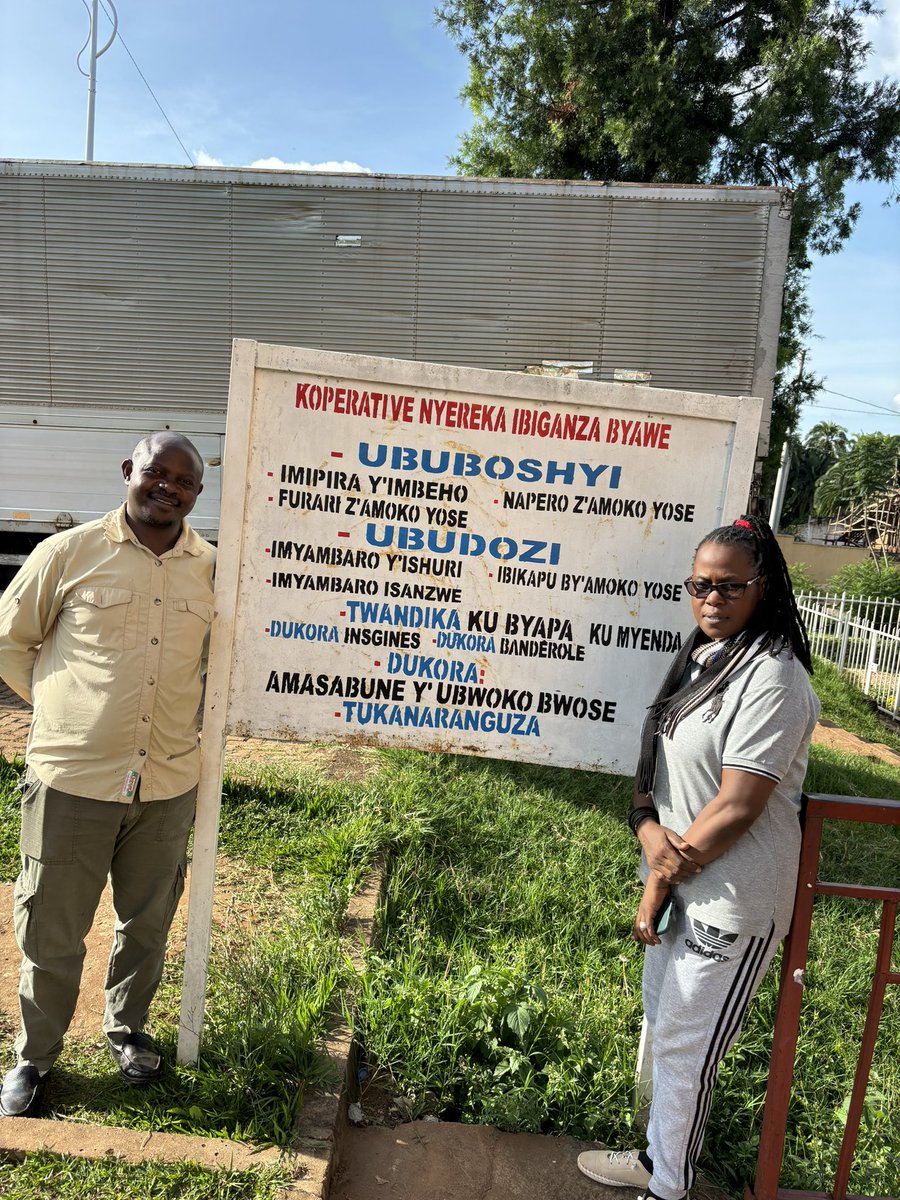 KOPERATIVE NYEREKA IBIGANZA BYAWE
- UBUBOSHYI
- IMIPIRA Y'IMBEHO
- FURARI Z'AMOKO YOSE - NAPERO Z'AMOKO YOSE
- UBUDOZI
- IMYAMBARO Y'ISHURI
- IBIKAPU BY'AMOKO YOSE
- IMYAMBARO ISANZWE
- TWANDIKA KU BYAPA KU MYENDA
- DUKORA INSGINES - DUKORA BANDEROLE
- DUKORA:
AMASABUNE Y' UBWOKO BWOSE
- TUKANARANGUZA
adidas